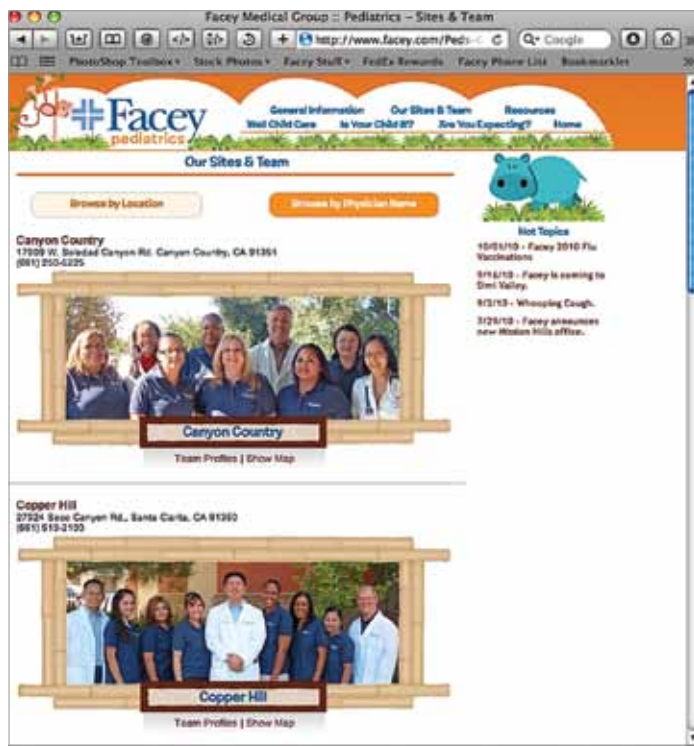 Facey Medical Group :: Pediatrics – Sites & Team
http://www.facey.com/Peds
Google
PhotoShop Toolbox Stock Photos Facey Stuff FedEx Rewards Facey Phone List Bookmarklet
Facey
pediatrics
General Information Our Sites & Team Resources
Well Child Care Is Your Child Ill? Are You Expecting? Home
Our Sites & Team
Browse by Location
Browse by Physician Name
Canyon Country
W. Soledad Canyon Rd. Canyon Country, CA 91351
(661)
Canyon Country
Team Profiles | Show Map
Copper Hill
Seco Canyon Rd., Santa Clarita, CA 91350
(661)
Copper Hill
Team Profiles | Show Map
Hot Topics
10/01/10 - Facey 2010 Flu
Vaccinations
9/16/10 - Facey is coming to
Simi Valley.
9/3/10 - Whooping Cough.
7/29/10 - Facey announces
new Mission Hills office.